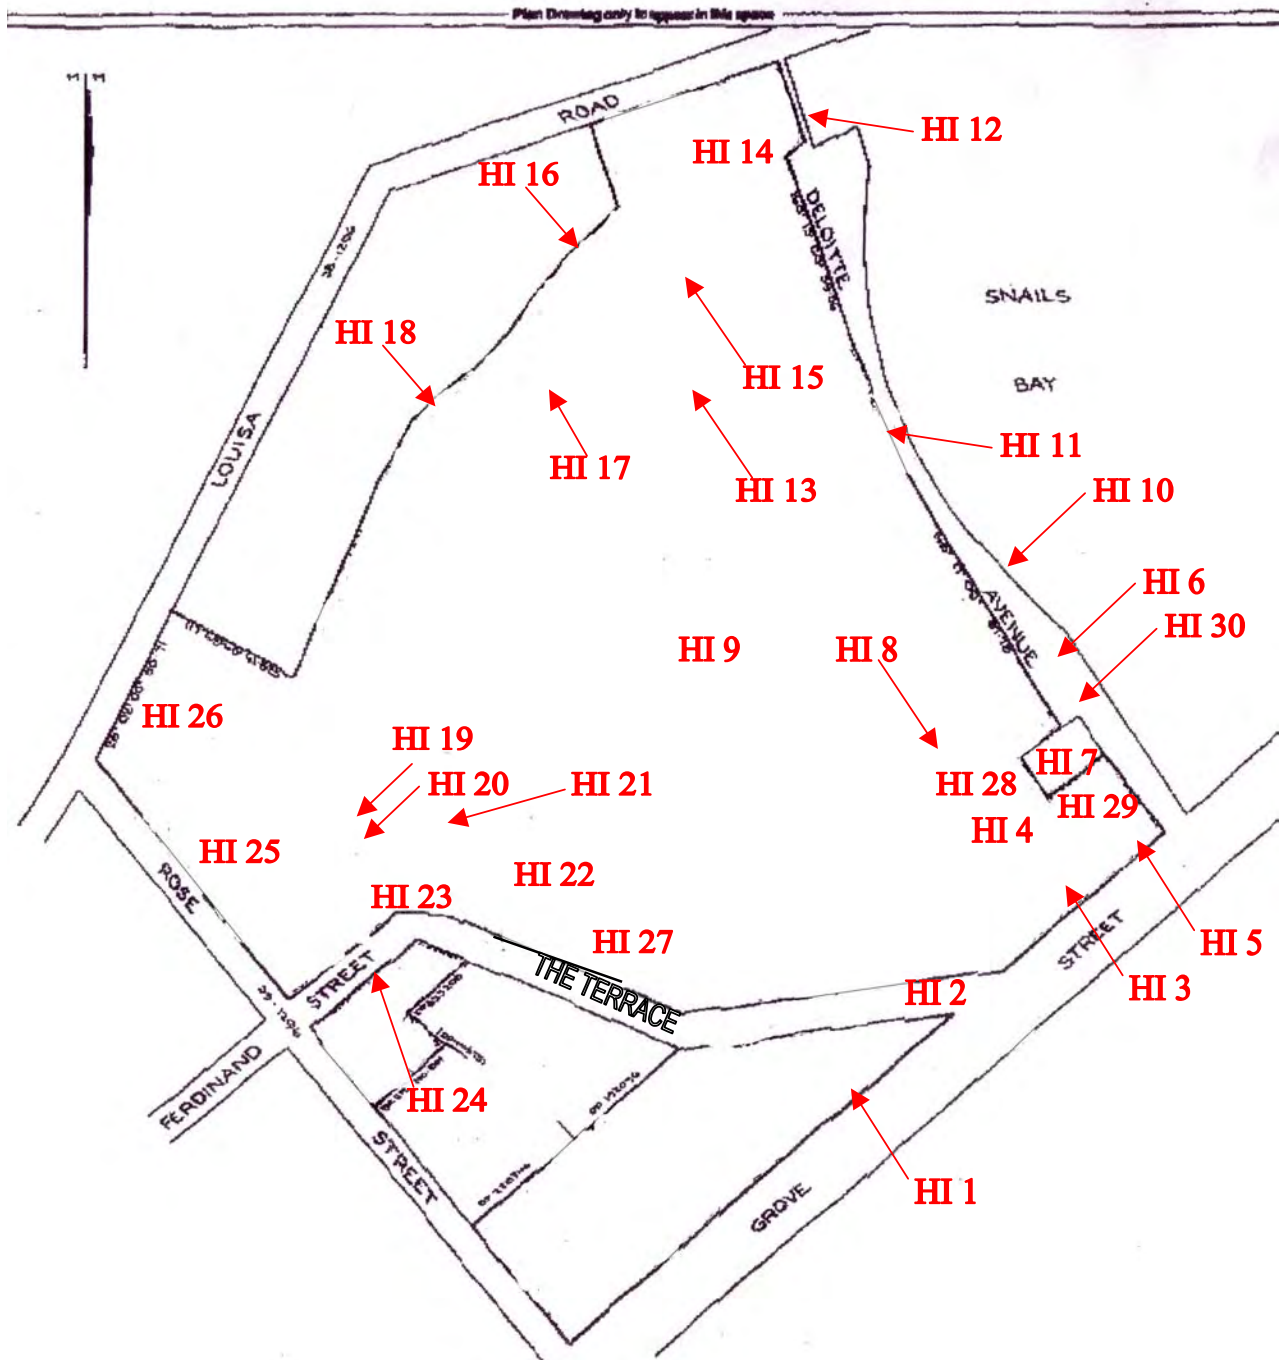 Plan Drawing only to appear in this space
M M
ROAD
HI 12
HI 14
HI 16
DELOITTE
28-1206
SNAILS
HI 18
HI 15
BAY
LOUISA
HI 11
HI 17
HI 13
HI 10
HI 6
AVENUE
HI 30
HI 9
HI 8
HI 26
HI 19
HI 7
HI 20
HI 21
HI 28
HI 29
HI 4
HI 25
ROSE
HI 22
HI 23
HI 27
STREET
HI 5
STREET
THE TERRACE
HI 2
HI 3
29-1296
FERDINAND
HI 24
STREET
HI 1
GROVE